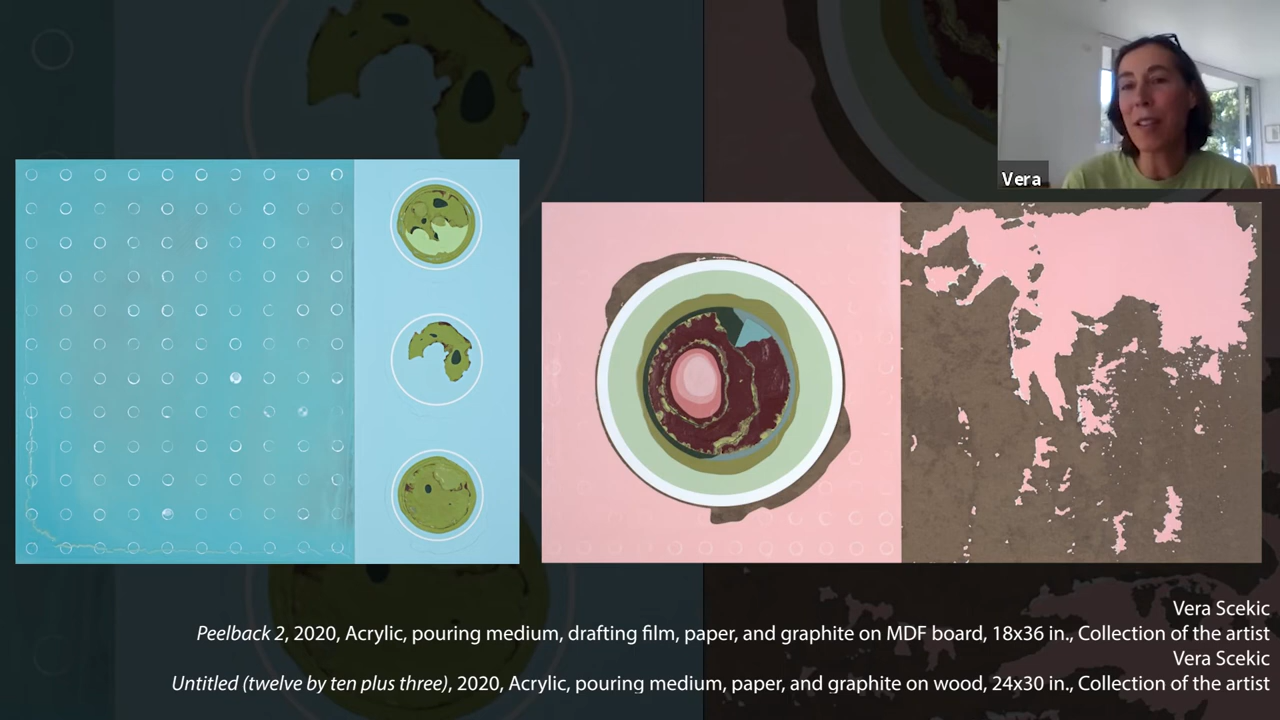 Vera
Vera Scekic
Peelback 2, 2020, Acrylic, pouring medium, drafting film, paper, and graphite on MDF board, 18x36 in., Collection of the artist
Vera Scekic
Untitled (twelve by ten plus three), 2020, Acrylic, pouring medium, paper, and graphite on wood, 24x30 in., Collection of the artist